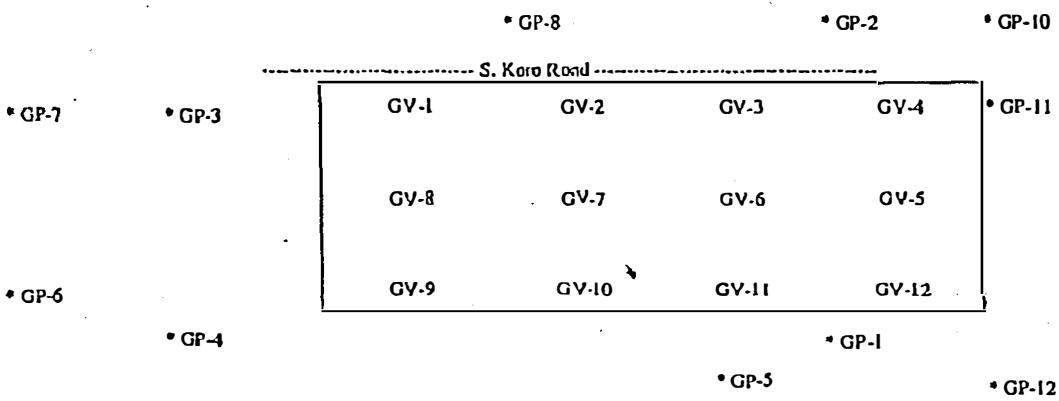 * GP-8 * GP-2 * GP-10
S. Koro Road
* GP-7 * GP-3 GV-1 GV-2 GV-3 GV-4 * GP-11
GV-8 GV-7 GV-6 GV-5
* GP-6 GV-9 GV-10 GV-11 GV-12
* GP-4 * GP-1
* GP-5 * GP-12